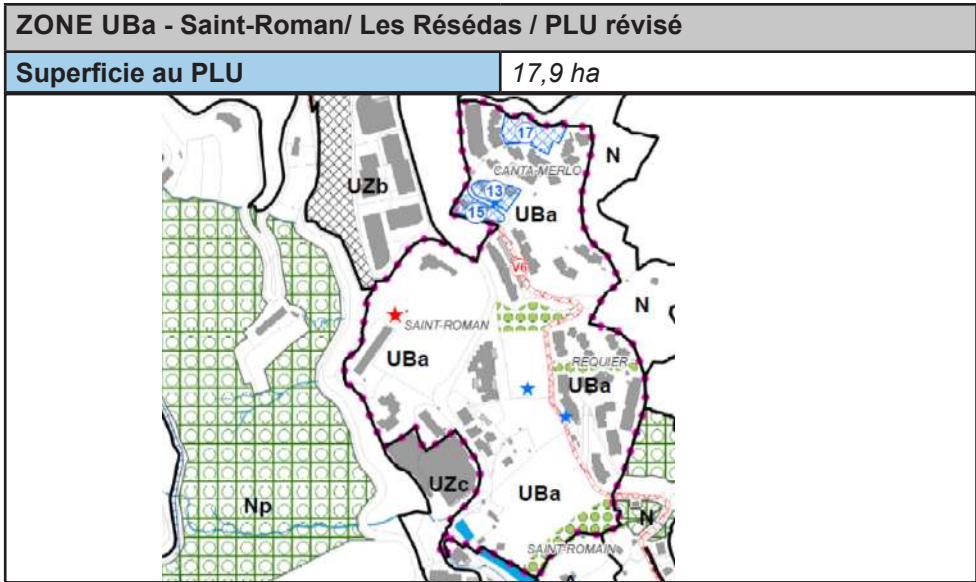 ZONE UBa - Saint-Roman/ Les Résédas / PLU révisé
Superficie au PLU 17,9 ha
17
N
CANTA-MERLO
UZb
13
15
UBa
V6
N
SAINT-ROMAN
UBa
REQUIER
UBa
UZc
UBa
Np
N
SAINT-ROMAIN